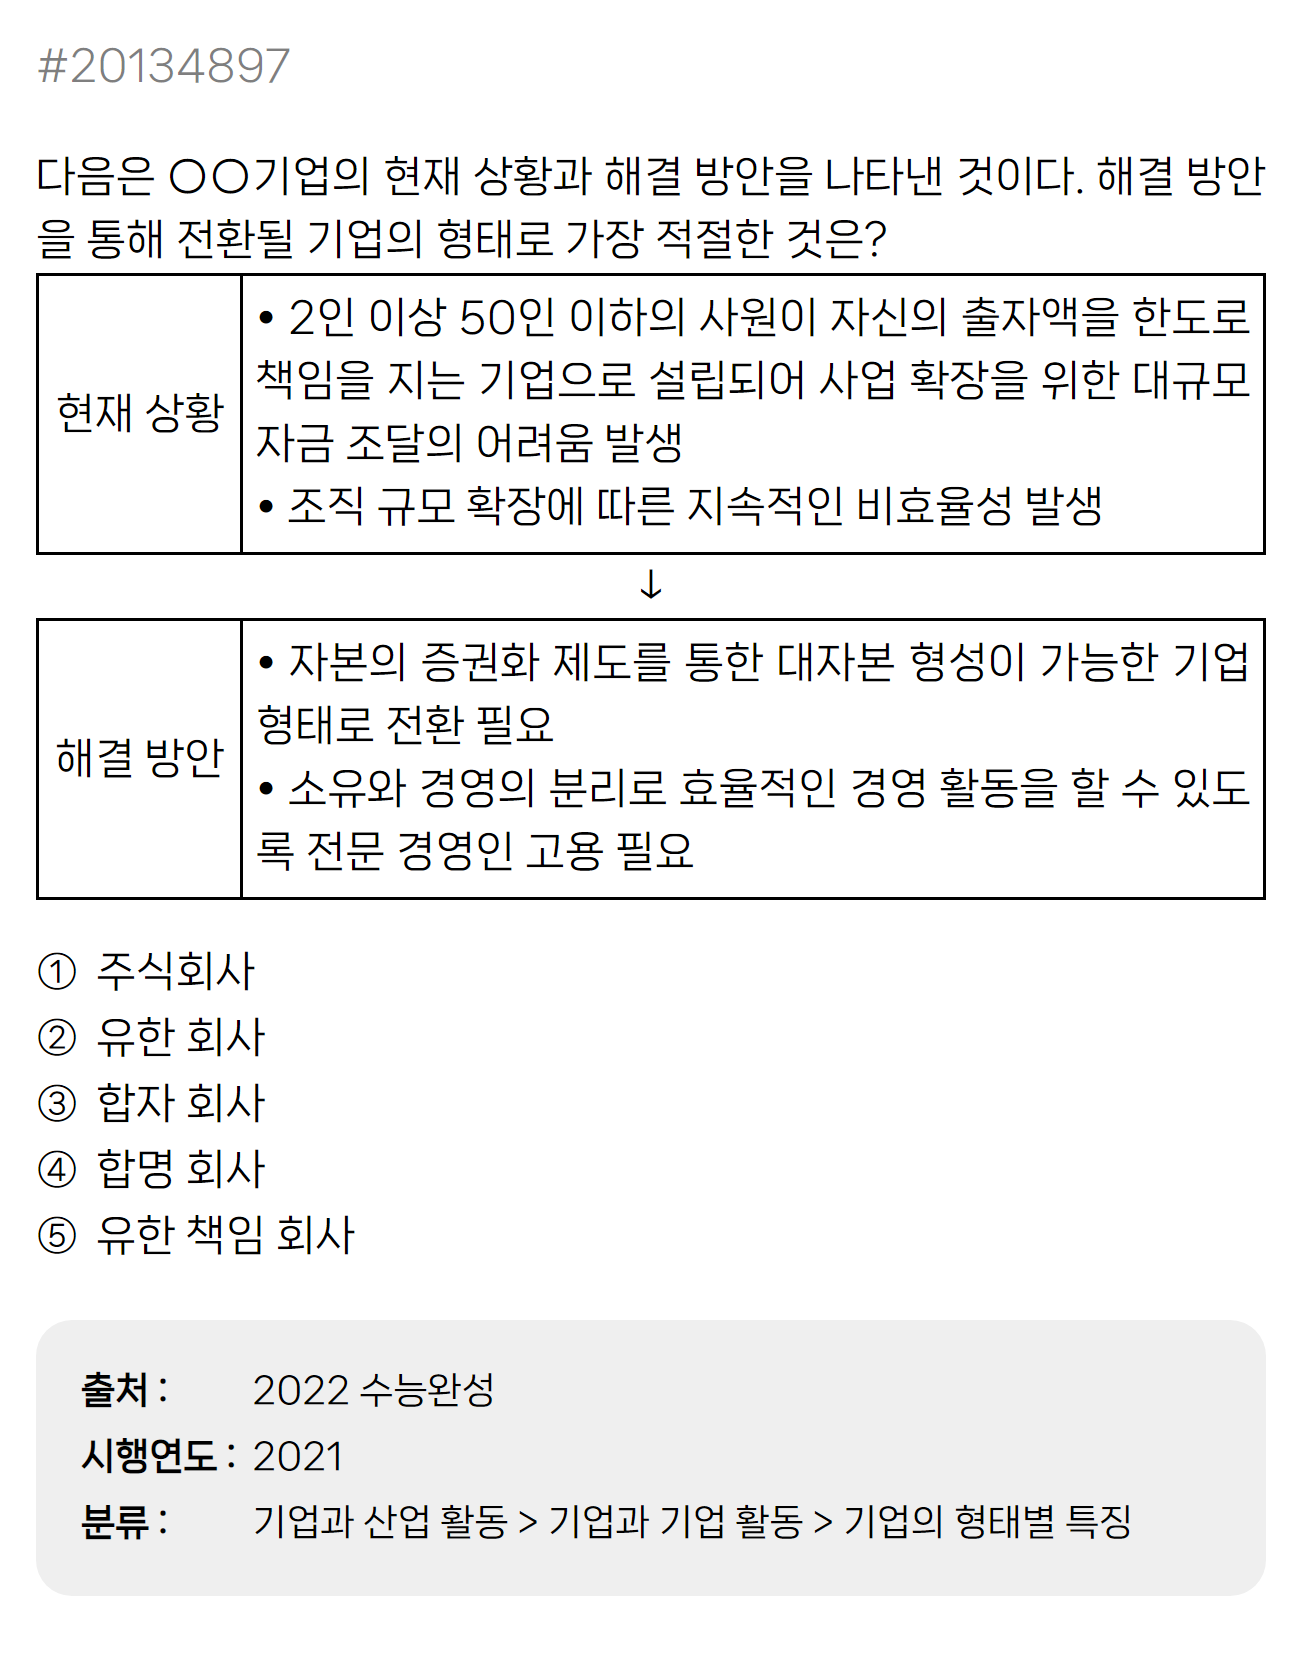 #20134897
다음은 ○○기업의 현재 상황과 해결 방안을 나타낸 것이다. 해결 방안
을 통해 전환될 기업의 형태로 가장 적절한 것은?
현재 상황
• 2인 이상 50인 이하의 사원이 자신의 출자액을 한도로
책임을 지는 기업으로 설립되어 사업 확장을 위한 대규모
자금 조달의 어려움 발생
• 조직 규모 확장에 따른 지속적인 비효율성 발생
↓
해결 방안
• 자본의 증권화 제도를 통한 대자본 형성이 가능한 기업
형태로 전환 필요
• 소유와 경영의 분리로 효율적인 경영 활동을 할 수 있도
록 전문 경영인 고용 필요
① 주식회사
② 유한 회사
③ 합자 회사
④ 합명 회사
⑤ 유한 책임 회사
출처 : 2022 수능완성
시행연도 : 2021
분류 : 기업과 산업 활동 > 기업과 기업 활동 > 기업의 형태별 특징